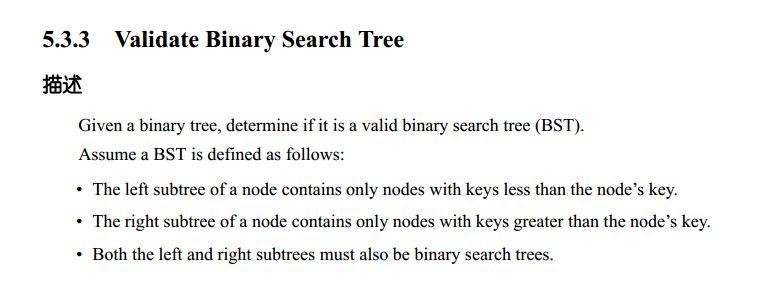 5.3.3 Validate Binary Search Tree
描述
Given a binary tree, determine if it is a valid binary search tree (BST).
Assume a BST is defined as follows:
• The left subtree of a node contains only nodes with keys less than the node’s key.
• The right subtree of a node contains only nodes with keys greater than the node’s key.
• Both the left and right subtrees must also be binary search trees.